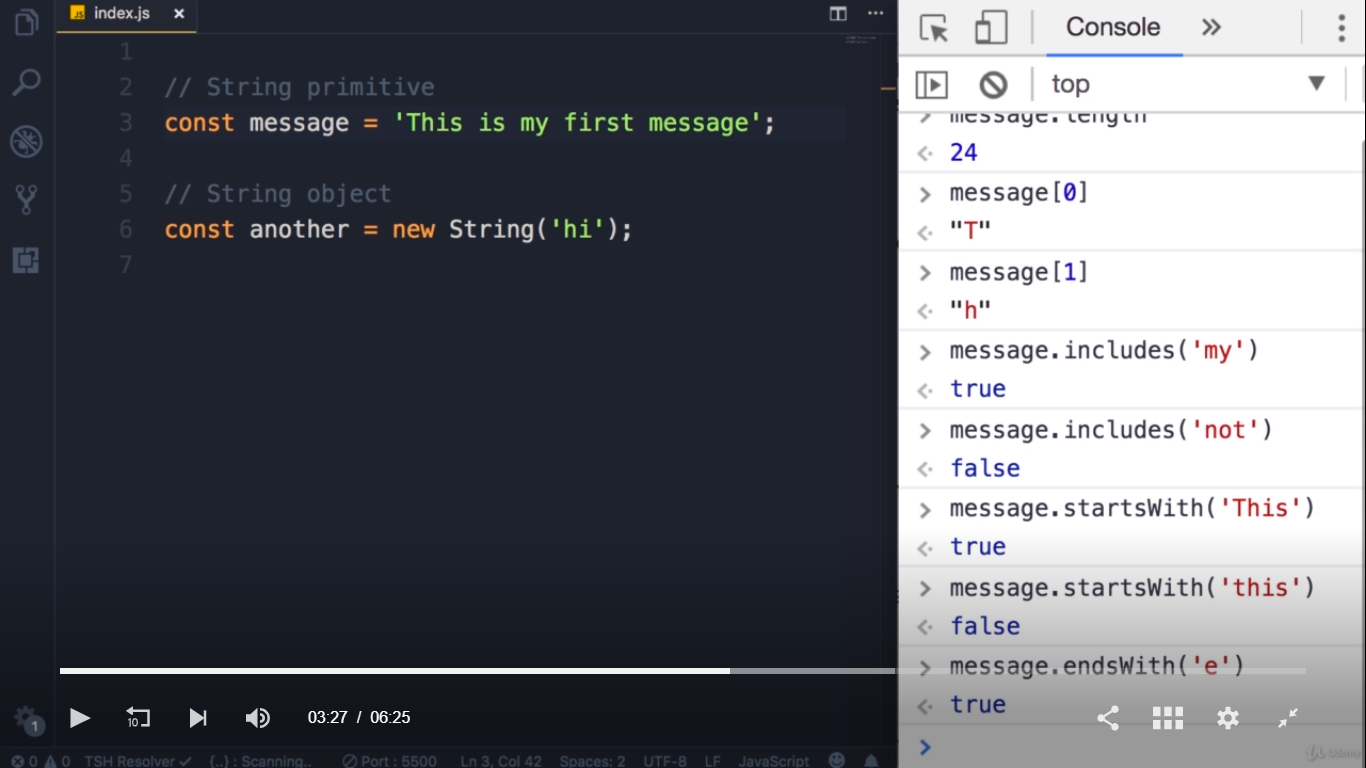 JS index.js ×
1
2 // String primitive
3 const message = 'This is my first message';
4
5 // String object
6 const another = new String('hi');
7
Console
top
message.length
24
message[0]
"T"
message[1]
"h"
message.includes('my')
true
message.includes('not')
false
message.startsWith('This')
true
message.startsWith('this')
false
message.endsWith('e')
true
10
03:27 / 06:25
1
0 0 TSH Resolver {..} : Scanning.. Port : 5500 Ln 3, Col 42 Spaces: 2 UTF-8 LF JavaScript
Udemy